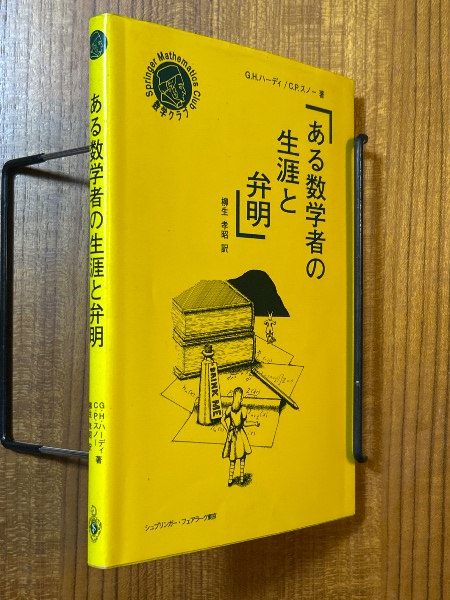 ある数学者の生涯と弁明
G.H.ハーディ
C.P.スノー 著
Springer Mathematics Club
数学クラブ
G.H.ハーディ/C.P.スノー 著
「ある数学者の
生涯と
弁明」
柳生 孝昭 訳
DRINK ME
シュプリンガー・フェアラーク東京